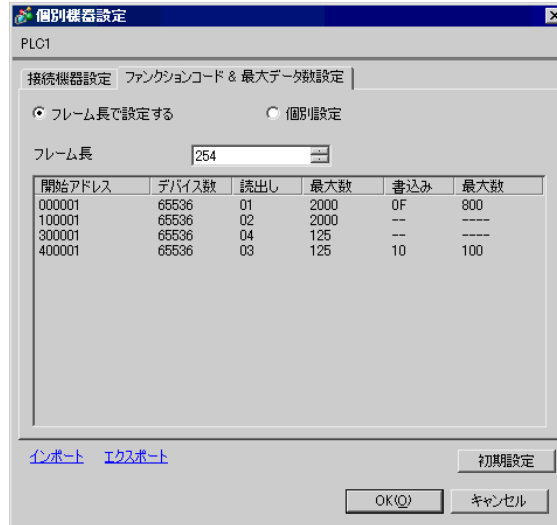 個別機器設定
PLC1
接続機器設定 ファンクションコード & 最大データ数設定
フレーム長で設定する 個別設定
フレーム長 254
開始アドレス デバイス数 読出し 最大数 書込み 最大数
000001 65536 01 2000 0F 800
100001 65536 02 2000 -- ----
300001 65536 04 125 -- ----
400001 65536 03 125 10 100
インポート エクスポート 初期設定
OK(O) キャンセル